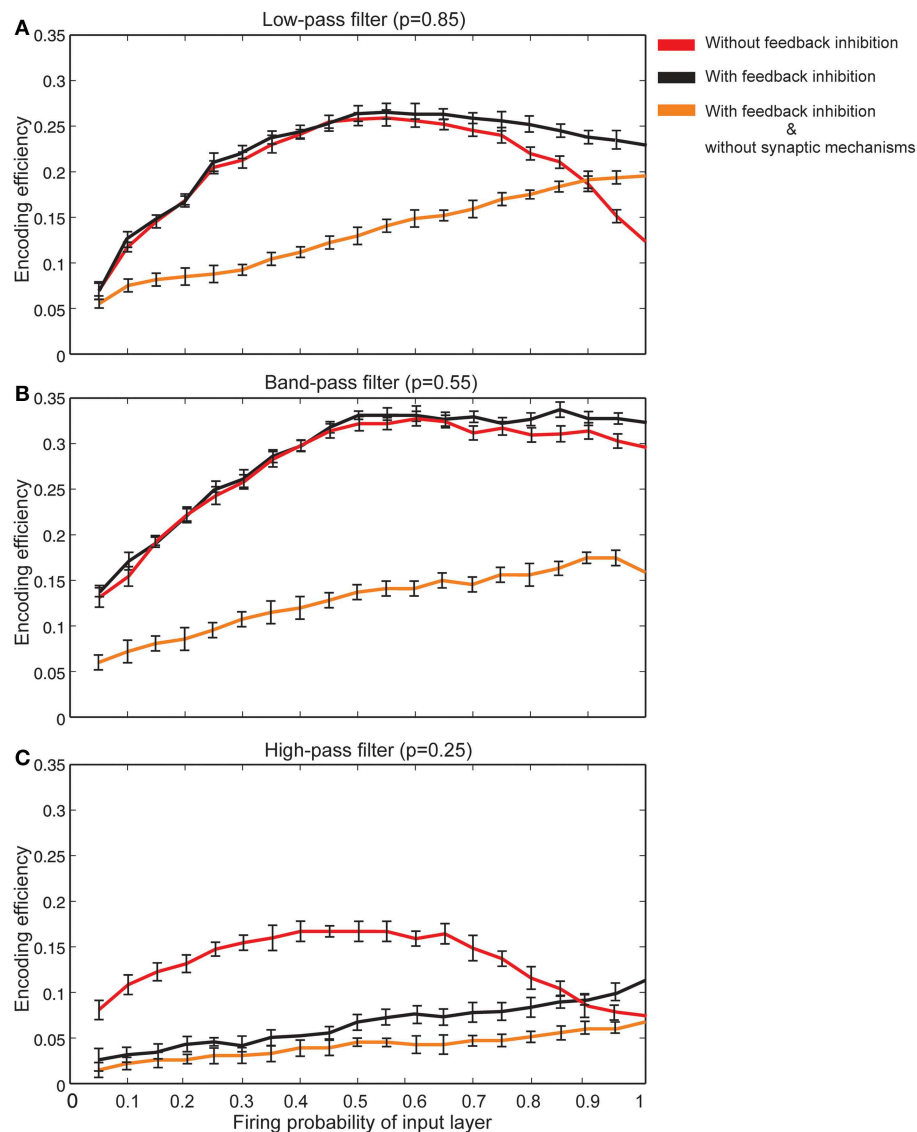 A
Low-pass filter (p=0.85)
0.35
0.3
0.25
0.2
0.15
0.1
0.05
0
Encoding efficiency
Without feedback inhibition
With feedback inhibition
With feedback inhibition
&
without synaptic mechanisms
B
Band-pass filter (p=0.55)
0.35
0.3
0.25
0.2
0.15
0.1
0.05
0
Encoding efficiency
C
High-pass filter (p=0.25)
0.35
0.3
0.25
0.2
0.15
0.1
0.05
0
Encoding efficiency
0 0.1 0.2 0.3 0.4 0.5 0.6 0.7 0.8 0.9 1
Firing probability of input layer